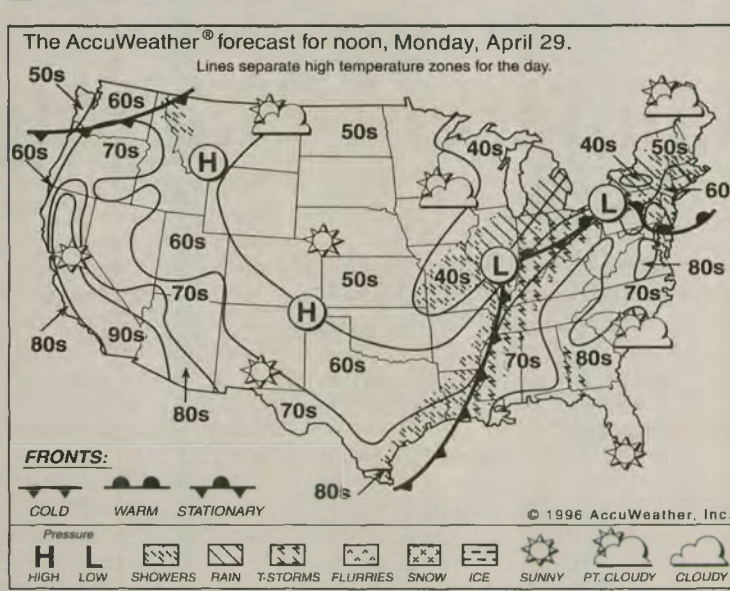 The AccuWeather® forecast for noon, Monday, April 29.
Lines separate high temperature zones for the day.
50s
60s
50s
40s
40s
50s
60s
70s
60
H
L
60s
L
80s
50s
40s
70s
70s
H
90s
80s
60s
70s
80s
80s
70s
80s
FRONTS:
COLD WARM STATIONARY
© 1996 AccuWeather, Inc.
Pressure
H L
HIGH LOW SHOWERS RAIN T-STORMS FLURRIES SNOW ICE SUNNY PT. CLOUDY CLOUDY